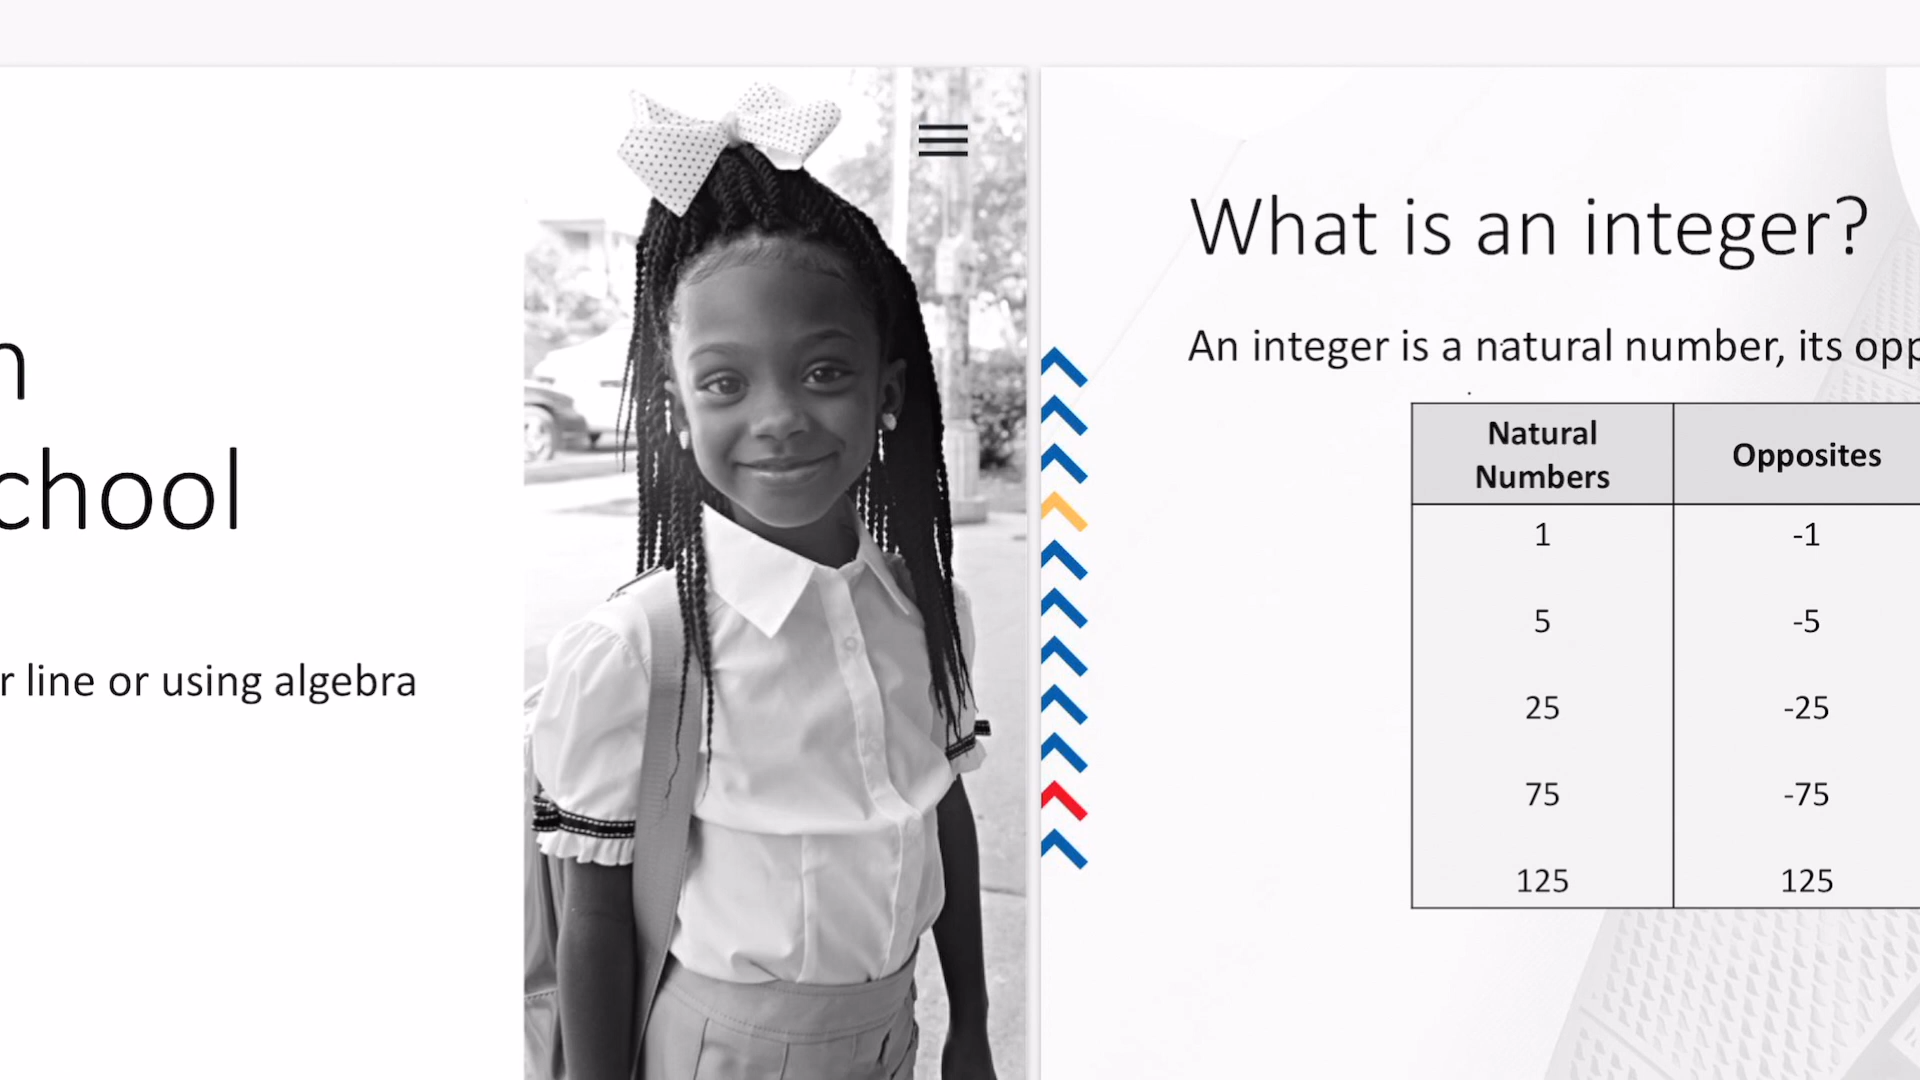 chool
r line or using algebra
What is an integer?
An integer is a natural number, its opp
Natural Numbers Opposites
1 -1
5 -5
25 -25
75 -75
125 125